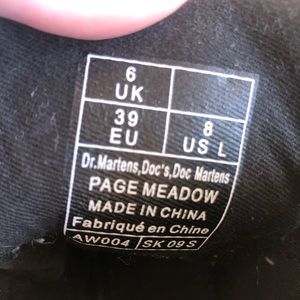 6
UK
39
EU
8
US L
Dr.Martens,Doc's,Doc Martens
PAGE MEADOW
MADE IN CHINA
Fabriqué en Chine
AW004 SK 09 S